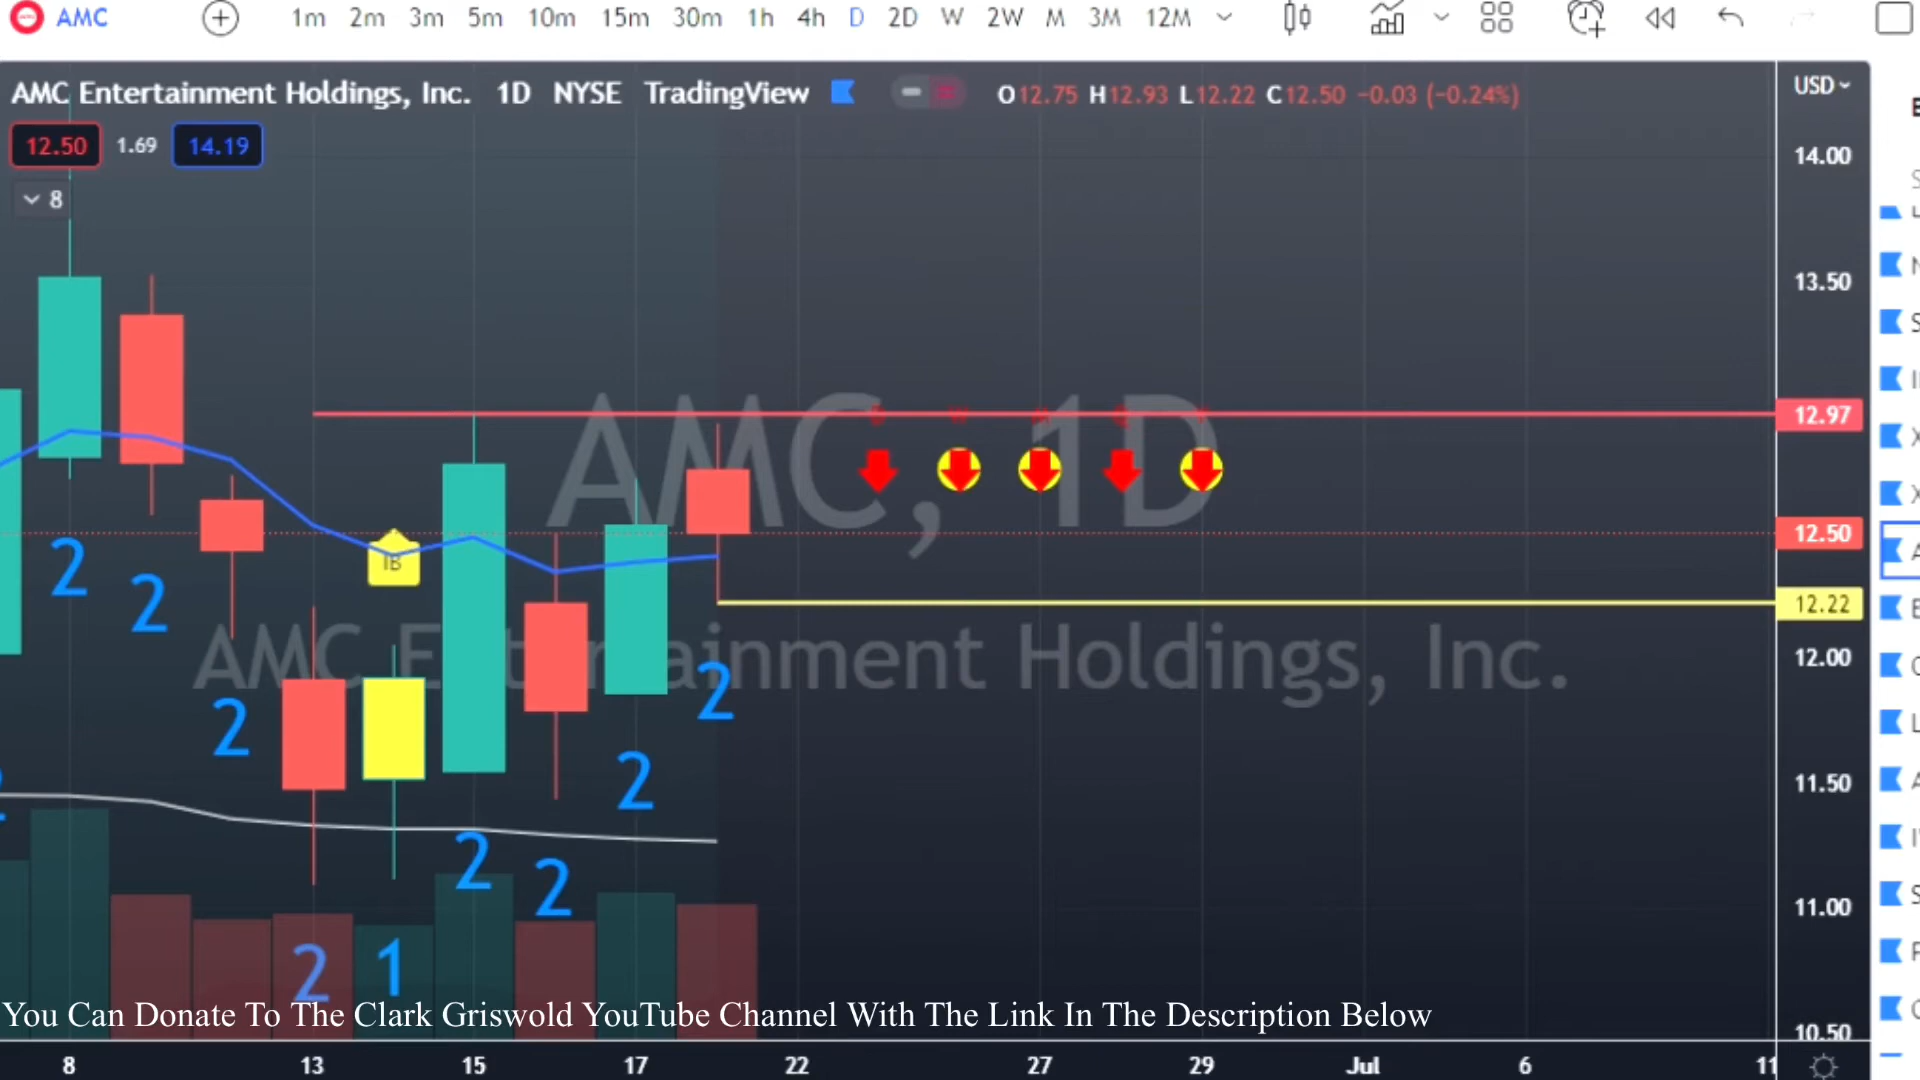 AMC 1m 2m 3m 5m 10m 15m 30m 1h 4h D 2D W 2W M 3M 12M
AMC Entertainment Holdings, Inc. 1D NYSE TradingView O12.75 H12.93 L12.22 C12.50 −0.03 (−0.24%)
USD
12.50 1.69 14.19
8
14.00
13.50
12.97
AMC, 1D
12.50
IB
12.22
AMC Entertainment Holdings, Inc.
12.00
2
2
2
2
2
11.50
2
2
11.00
2 1
You Can Donate To The Clark Griswold YouTube Channel With The Link In The Description Below
10.50
8 13 15 17 22 27 29 Jul 6 11